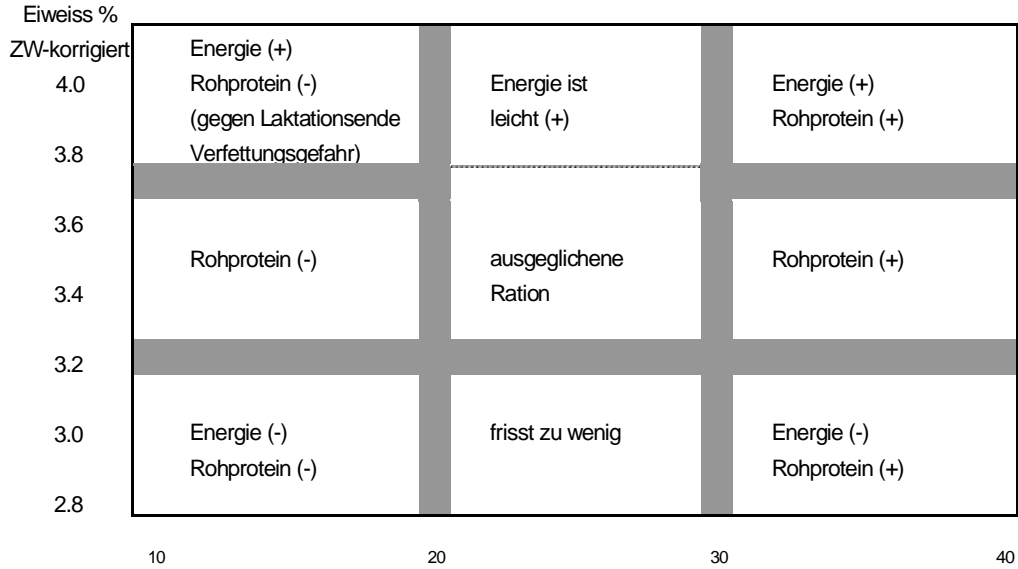 Eiweiss %
ZW-korrigiert
Energie (+)
4.0
Rohprotein (-)
Energie ist
Energie (+)
(gegen Laktationsende
leicht (+)
Rohprotein (+)
3.8
Verfettungsgefahr)
3.6
Rohprotein (-)
ausgeglichene
Rohprotein (+)
3.4
Ration
3.2
3.0
Energie (-)
frisst zu wenig
Energie (-)
Rohprotein (-)
Rohprotein (+)
2.8
10
20
30
40